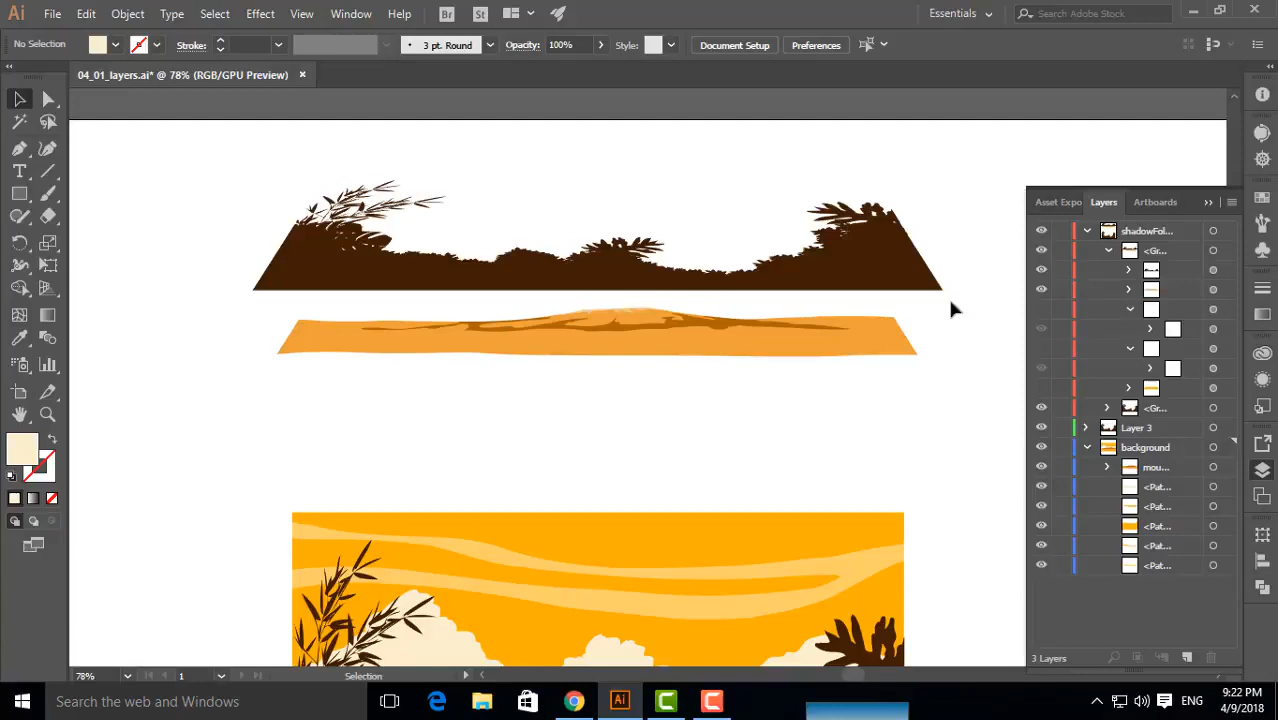 Ai File Edit Object Type Select Effect View Window Help Br St Essentials Search Adobe Stock
No Selection Stroke: 3 pt. Round Opacity: 100% Style: Document Setup Preferences
04_01_layers.ai* @ 78% (RGB/GPU Preview)
Asset Expo Layers Artboards
shadowFol...
<Gr...
<Gr...
Layer 3
background
mou...
<Pat...
<Pat...
<Pat...
<Pat...
<Pat...
3 Layers
78% 1 Selection
Search the web and Windows Ai ENG 9:22 PM
4/9/2018